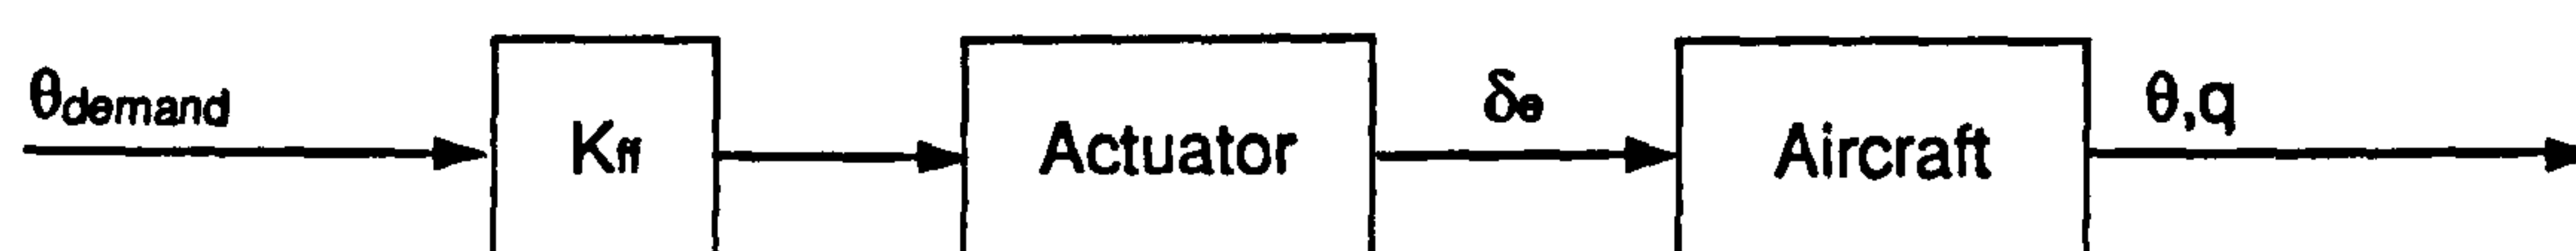 θdemand
Kff
Actuator
δe
Aircraft
θ,q